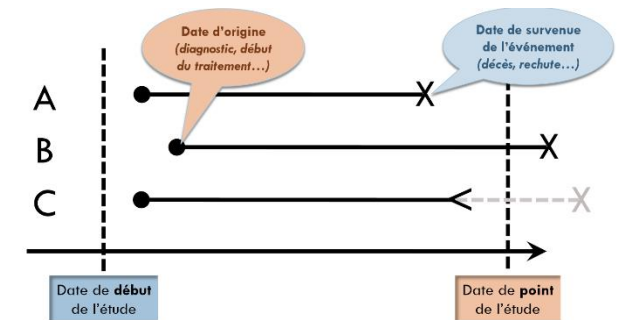 Date d'origine
(diagnostic, début
du traitement...)
Date de survenue
de l'événement
(décès, rechute...)
A
B
C
Date de début
de l'étude
Date de point
de l'étude